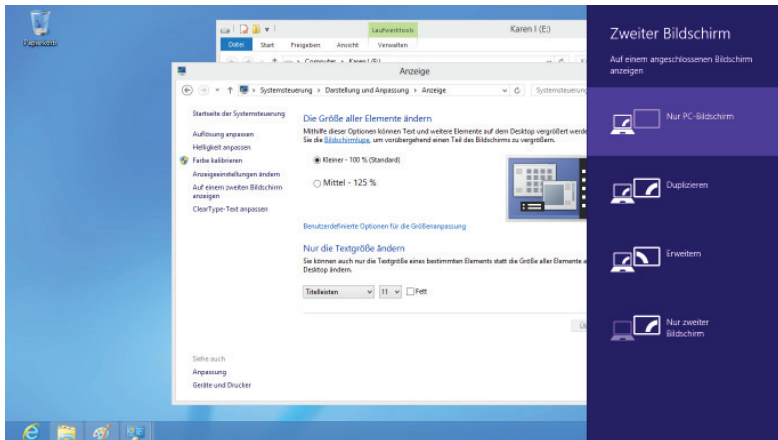 Papierkorb
Laufwerktools
Karen I (E:)
Datei Start Freigeben Ansicht Verwalten
Computer Karen I (E:)
Anzeige
Systemsteuerung Darstellung und Anpassung Anzeige
Systemsteuerung
Startseite der Systemsteuerung
Auflösung anpassen
Helligkeit anpassen
Farbe kalibrieren
Anzeigeeinstellungen ändern
Auf einem zweiten Bildschirm
anzeigen
ClearType-Text anpassen
Siehe auch
Anpassung
Geräte und Drucker
Die Größe aller Elemente ändern
Mithilfe dieser Optionen können Text und weitere Elemente auf dem Desktop vergrößert werde
Sie die Bildschirmlupe, um vorübergehend einen Teil des Bildschirms zu vergrößern.
Kleiner - 100 % (Standard)
Mittel - 125 %
Benutzerdefinierte Optionen für die Größenanpassung
Nur die Textgröße ändern
Sie können auch nur die Textgröße eines bestimmten Elements statt die Größe aller Elemente a
Desktop ändern.
Titelleisten 11 Fett
Zweiter Bildschirm
Auf einem angeschlossenen Bildschirm
anzeigen
Nur PC-Bildschirm
Duplizieren
Erweitern
Nur zweiter
Bildschirm